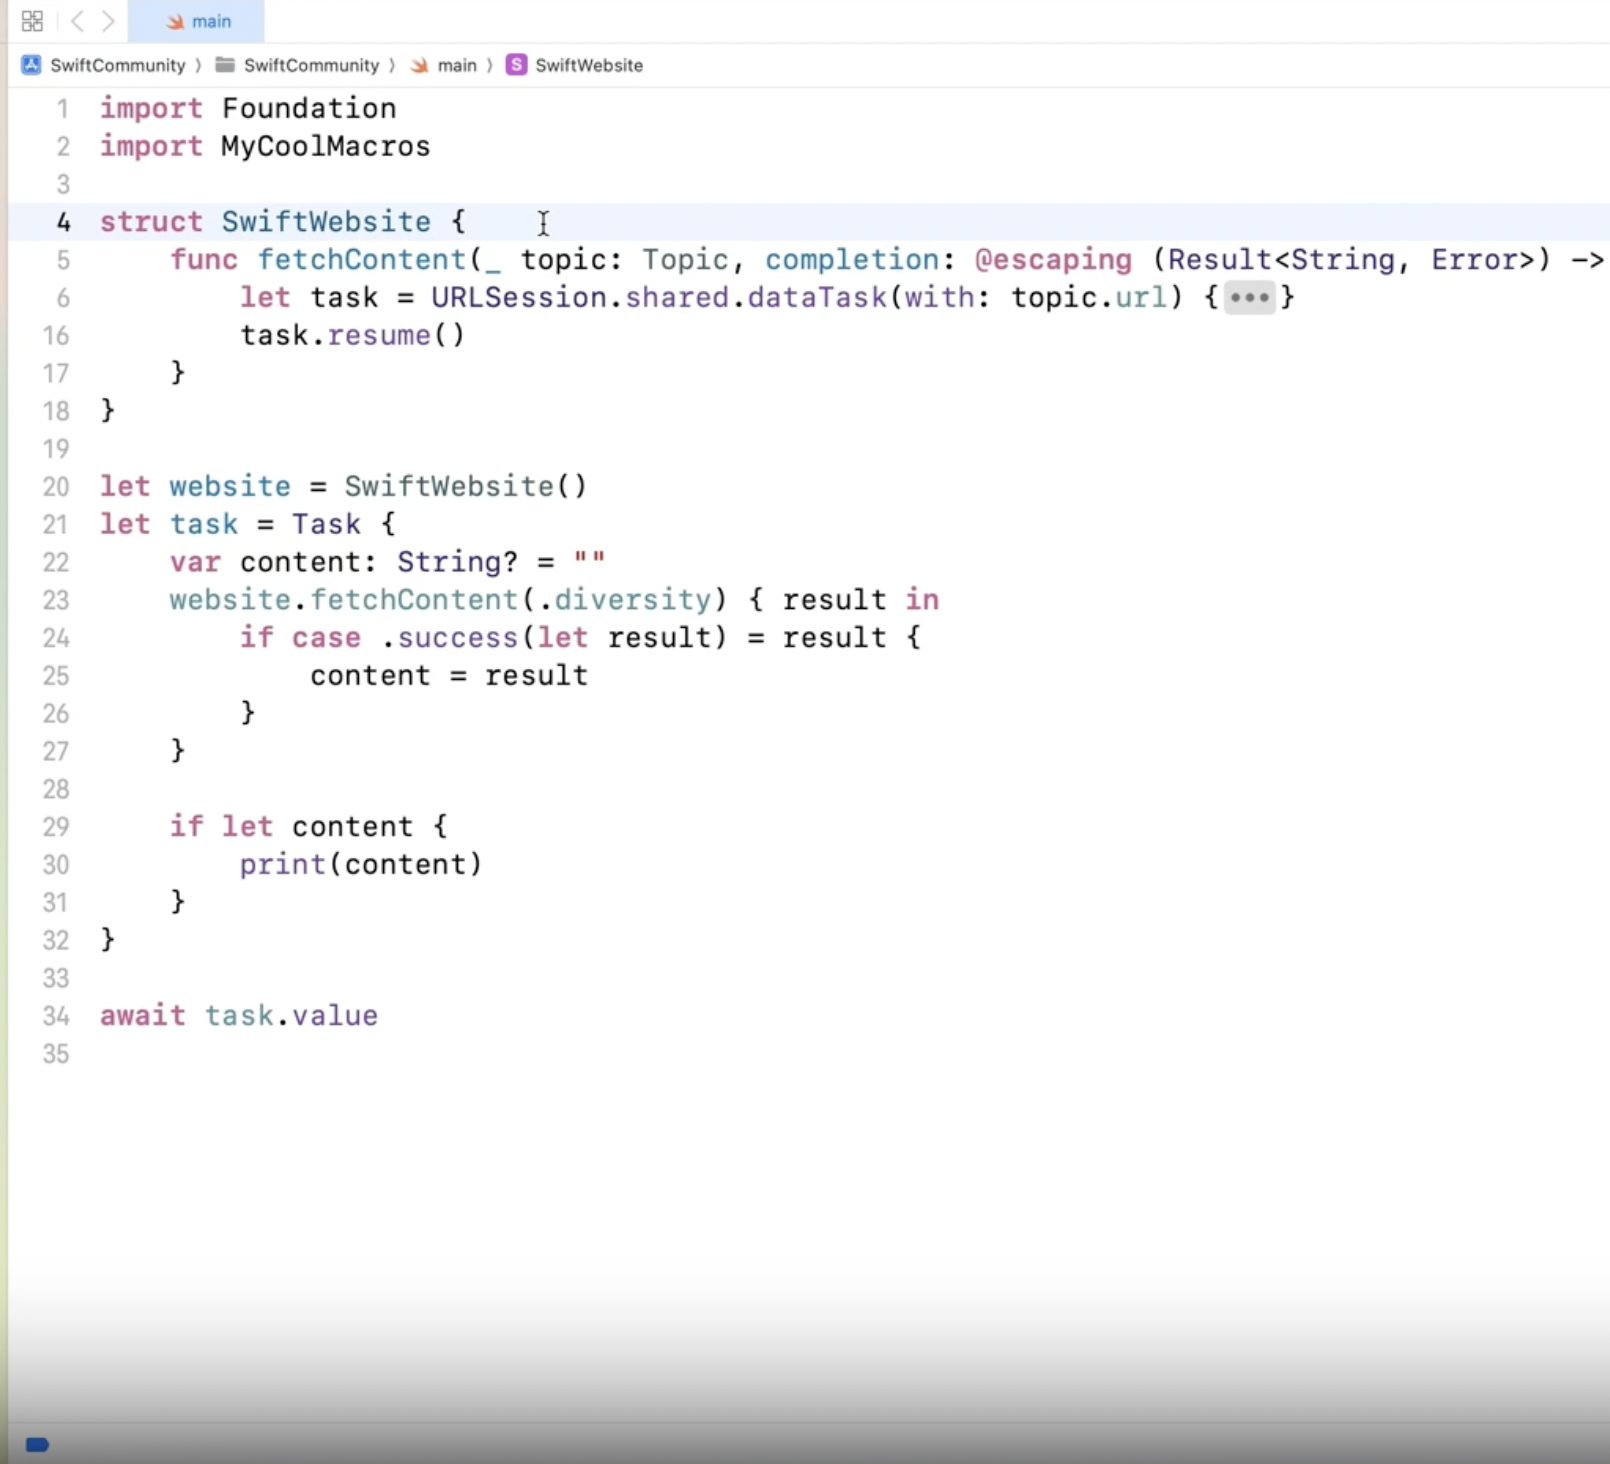 main
SwiftCommunity 〉 SwiftCommunity 〉 main 〉 S SwiftWebsite
1 import Foundation
2 import MyCoolMacros
3
4 struct SwiftWebsite {
5     func fetchContent(_ topic: Topic, completion: @escaping (Result<String, Error>) ->
6         let task = URLSession.shared.dataTask(with: topic.url) {•••}
16         task.resume()
17     }
18 }
19
20 let website = SwiftWebsite()
21 let task = Task {
22     var content: String? = ""
23     website.fetchContent(.diversity) { result in
24         if case .success(let result) = result {
25             content = result
26         }
27     }
28
29     if let content {
30         print(content)
31     }
32 }
33
34 await task.value
35